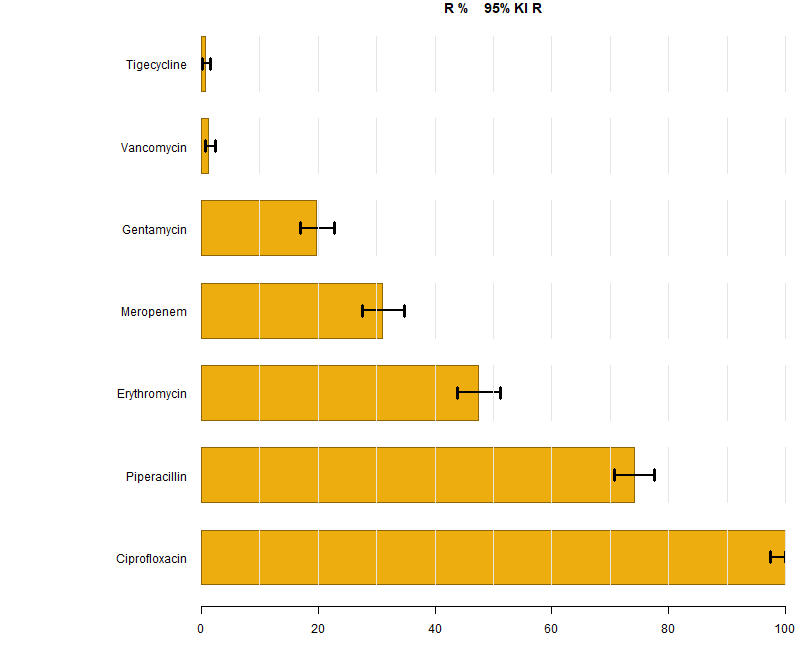 R % 95% KI R
Tigecycline
Vancomycin
Gentamycin
Meropenem
Erythromycin
Piperacillin
Ciprofloxacin
0 20 40 60 80 100